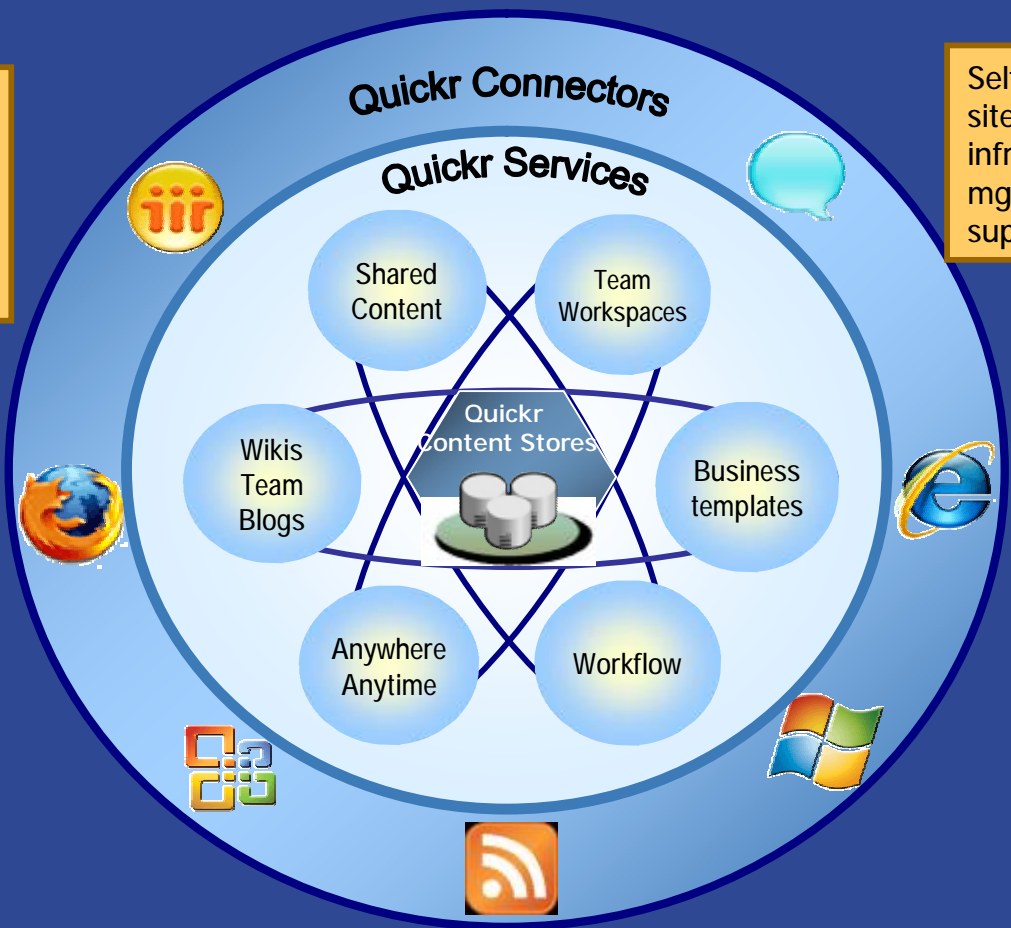 Quickr Connectors
Quickr Services
Shared
Content
Team
Workspaces
Quickr
Content Stores
Wikis
Team
Blogs
Business
templates
Anywhere
Anytime
Workflow